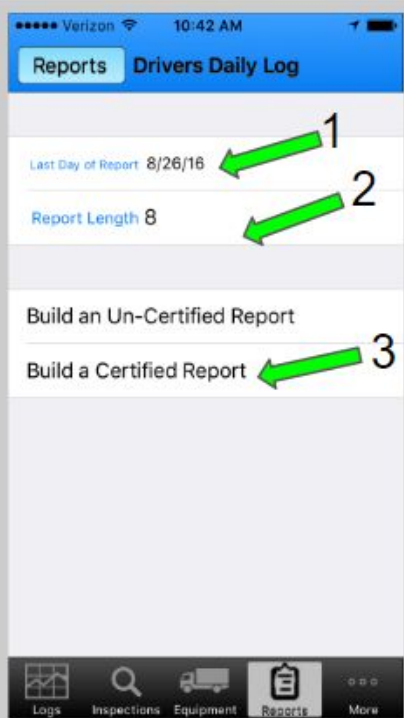 Verizon 10:42 AM
Reports Drivers Daily Log
1
Last Day of Report 8/26/16
2
Report Length 8
Build an Un-Certified Report
3
Build a Certified Report
Logs Inspections Equipment Reports More